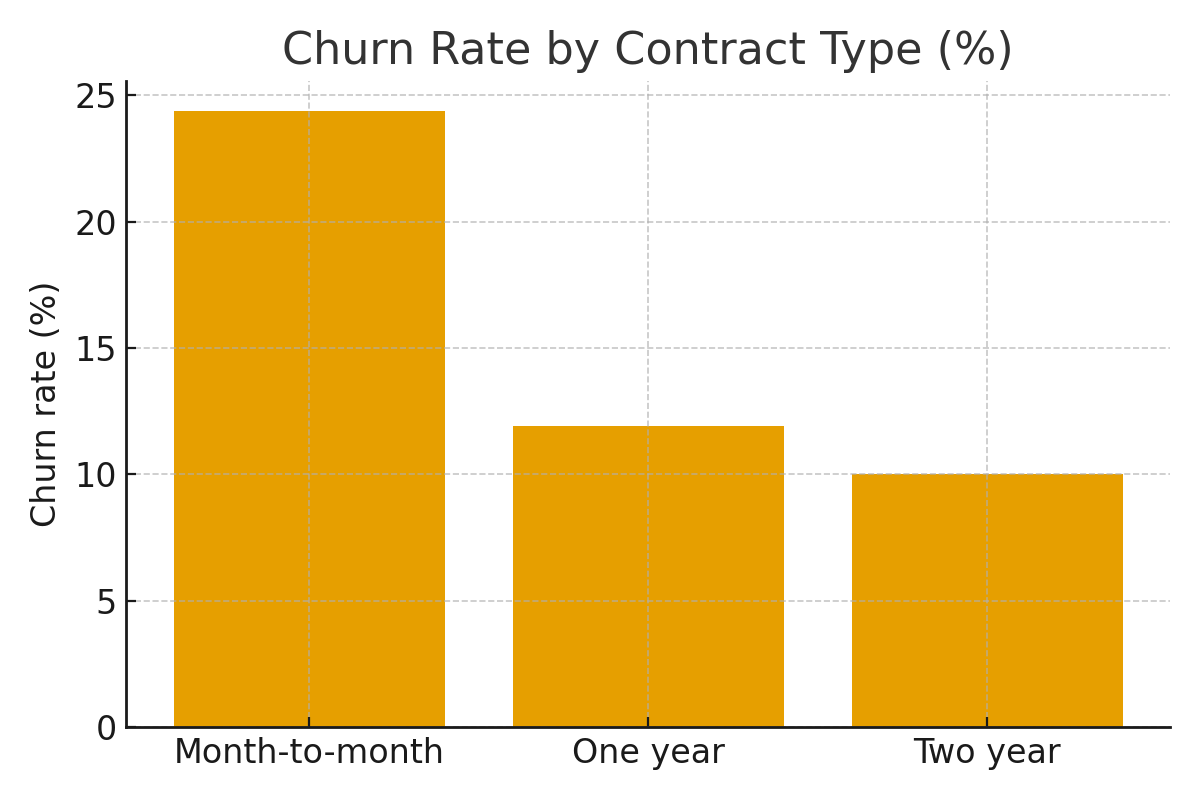 Churn Rate by Contract Type (%)
Churn rate (%)
25
20
15
10
5
0
Month-to-month
One year
Two year